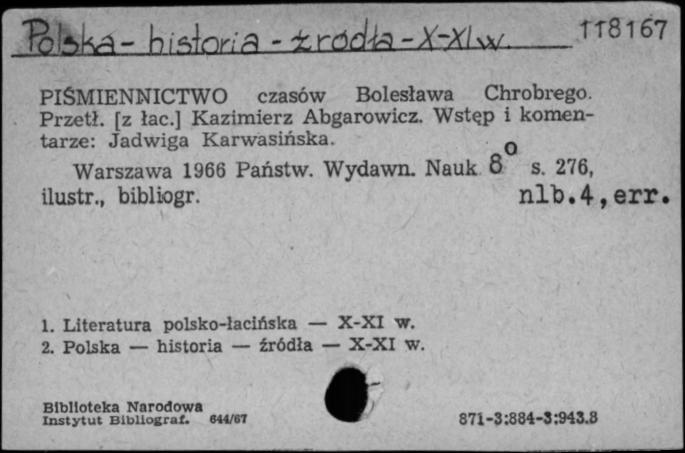 Polska - historia - źródła - X-XI w. 118167
PIŚMIENNICTWO czasów Bolesława Chrobrego.
Przetł. [z łac.] Kazimierz Abgarowicz. Wstęp i komen-
tarze: Jadwiga Karwasińska.
Warszawa 1966 Państw. Wydawn. Nauk 8° s. 276,
ilustr., bibliogr. nlb.4,err.
1. Literatura polsko-łacińska — X-XI w.
2. Polska — historia — źródła — X-XI w.
Biblioteka Narodowa
Instytut Bibliograf. 644/67 871-3:884-3:943.8